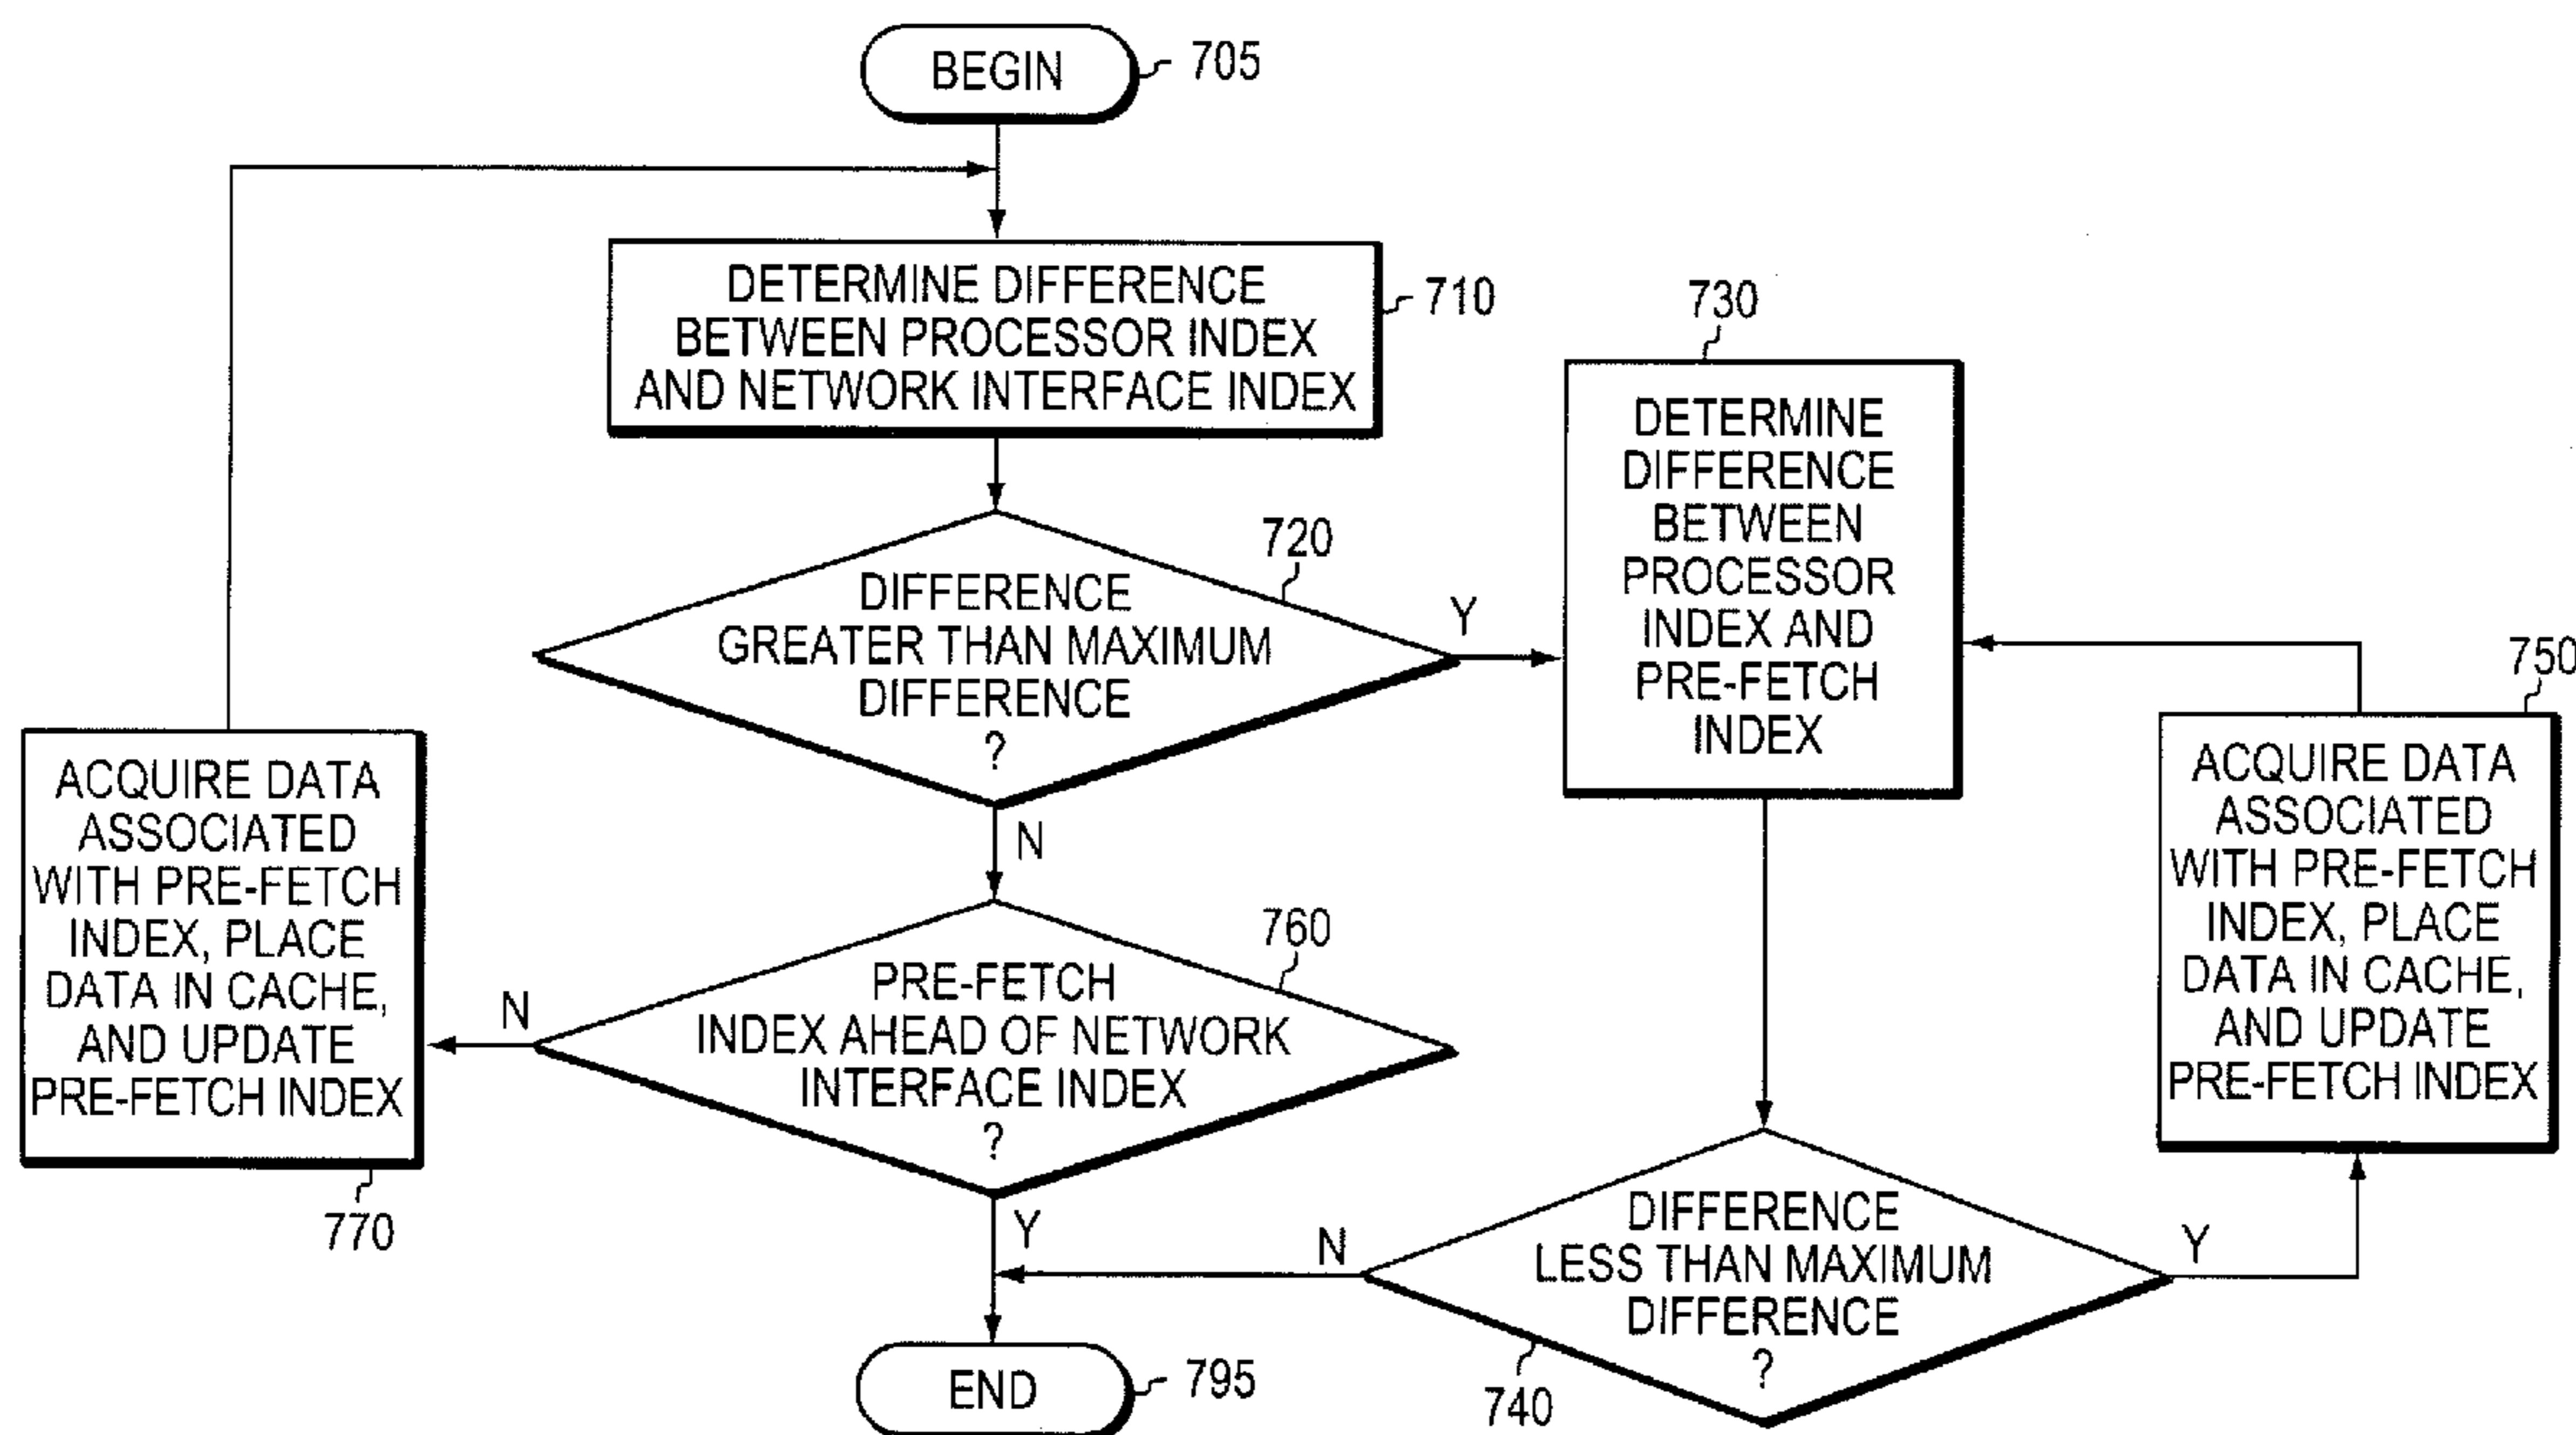 BEGIN
705
DETERMINE DIFFERENCE
BETWEEN PROCESSOR INDEX
AND NETWORK INTERFACE INDEX
710
DIFFERENCE
GREATER THAN MAXIMUM
DIFFERENCE
?
720
Y
N
730
DETERMINE
DIFFERENCE
BETWEEN
PROCESSOR
INDEX AND
PRE-FETCH
INDEX
750
ACQUIRE DATA
ASSOCIATED
WITH PRE-FETCH
INDEX, PLACE
DATA IN CACHE,
AND UPDATE
PRE-FETCH INDEX
ACQUIRE DATA
ASSOCIATED
WITH PRE-FETCH
INDEX, PLACE
DATA IN CACHE,
AND UPDATE
PRE-FETCH INDEX
770
N
PRE-FETCH
INDEX AHEAD OF NETWORK
INTERFACE INDEX
?
760
Y
N
DIFFERENCE
LESS THAN MAXIMUM
DIFFERENCE
?
Y
740
END
795